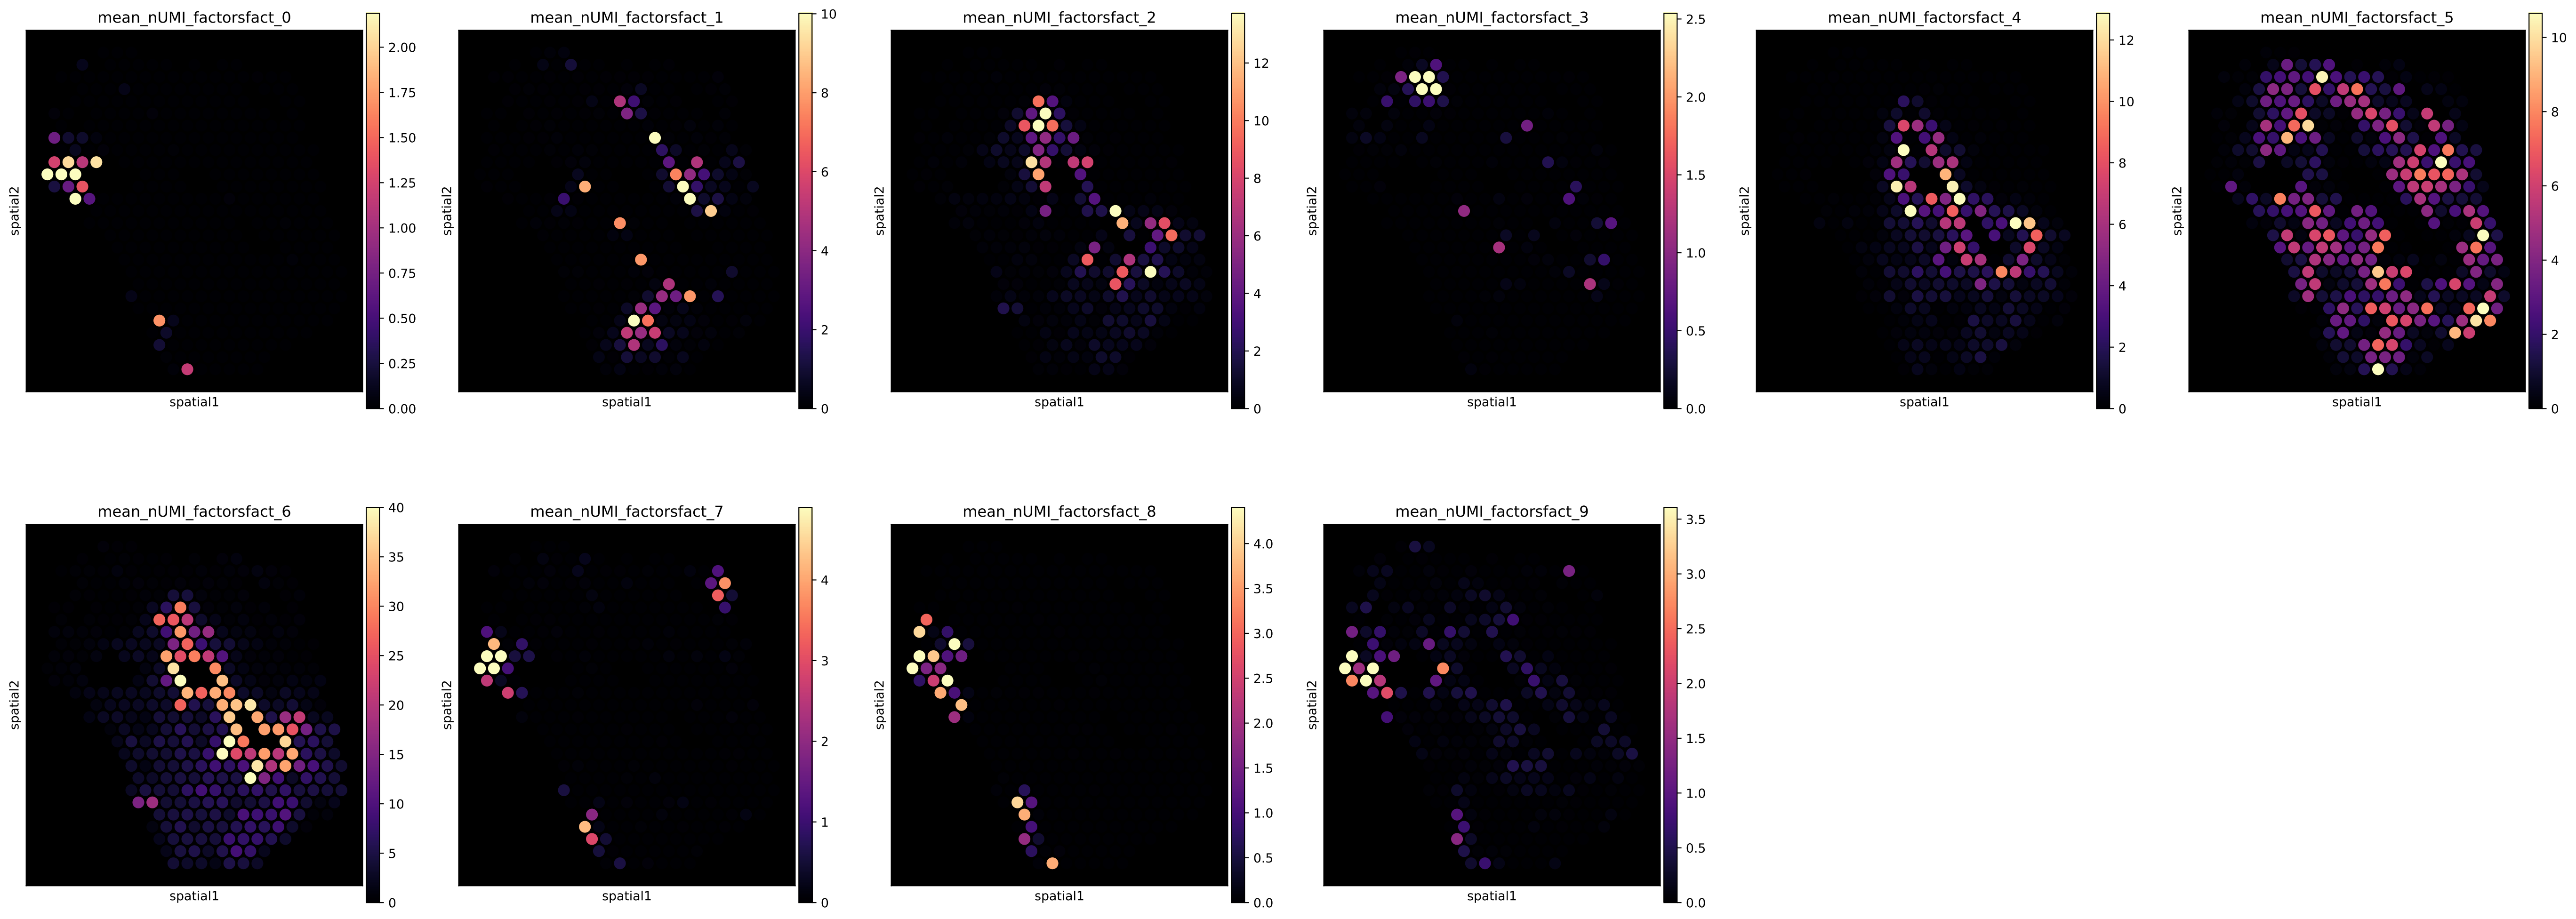 mean_nUMI_factorsfact_0
mean_nUMI_factorsfact_1
mean_nUMI_factorsfact_2
mean_nUMI_factorsfact_3
mean_nUMI_factorsfact_4
mean_nUMI_factorsfact_5
spatial2
spatial1
2.00
1.75
1.50
1.25
1.00
0.75
0.50
0.25
0.00
spatial2
spatial1
10
8
6
4
2
0
spatial2
spatial1
12
10
8
6
4
2
0
spatial2
spatial1
2.5
2.0
1.5
1.0
0.5
0.0
spatial2
spatial1
12
10
8
6
4
2
0
spatial2
spatial1
10
8
6
4
2
0
mean_nUMI_factorsfact_6
mean_nUMI_factorsfact_7
mean_nUMI_factorsfact_8
mean_nUMI_factorsfact_9
spatial2
spatial1
40
35
30
25
20
15
10
5
0
spatial2
spatial1
4
3
2
1
0
spatial2
spatial1
4.0
3.5
3.0
2.5
2.0
1.5
1.0
0.5
0.0
spatial2
spatial1
3.5
3.0
2.5
2.0
1.5
1.0
0.5
0.0